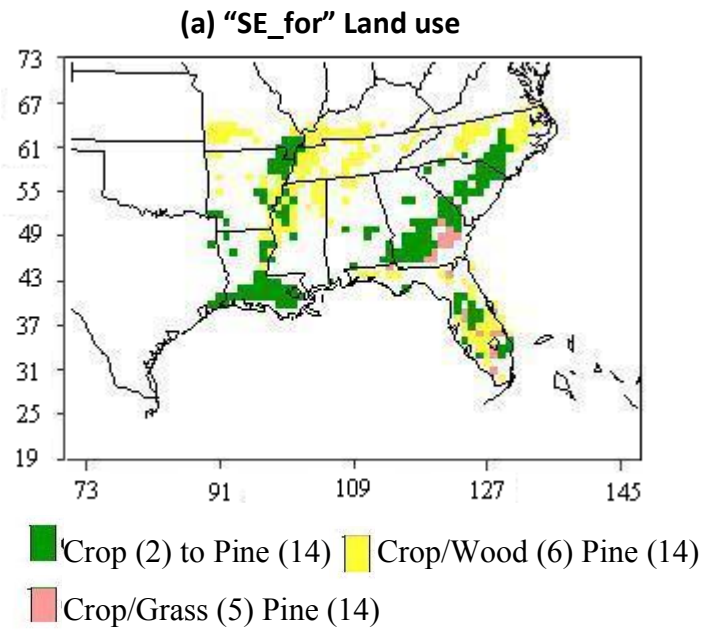 (a) “SE_for” Land use
73
67
61
55
49
43
37
31
25
19
73 91 109 127 145
Crop (2) to Pine (14) Crop/Wood (6) Pine (14)
Crop/Grass (5) Pine (14)